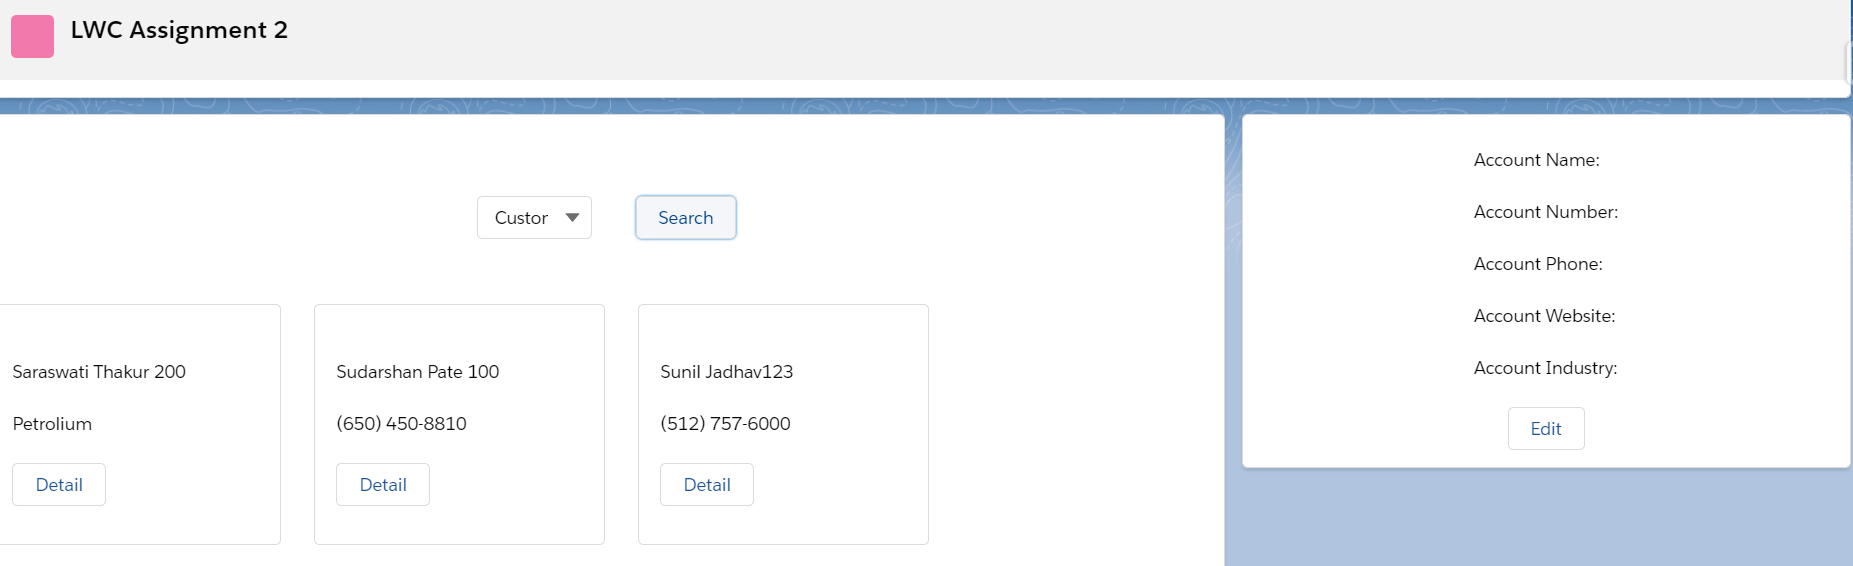 LWC Assignment 2
Custor
Search
Saraswati Thakur 200
Petrolium
Detail
Sudarshan Pate 100
(650) 450-8810
Detail
Sunil Jadhav123
(512) 757-6000
Detail
Account Name:
Account Number:
Account Phone:
Account Website:
Account Industry:
Edit